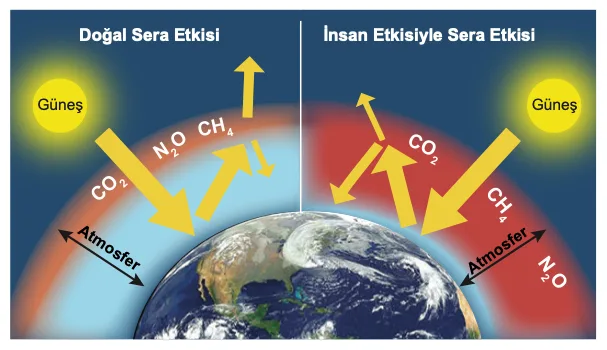 Doğal Sera Etkisi
İnsan Etkisiyle Sera Etkisi
Güneş
Güneş
CO₂
N₂O
CH₄
CO₂
CH₄
N₂O
Atmosfer
Atmosfer